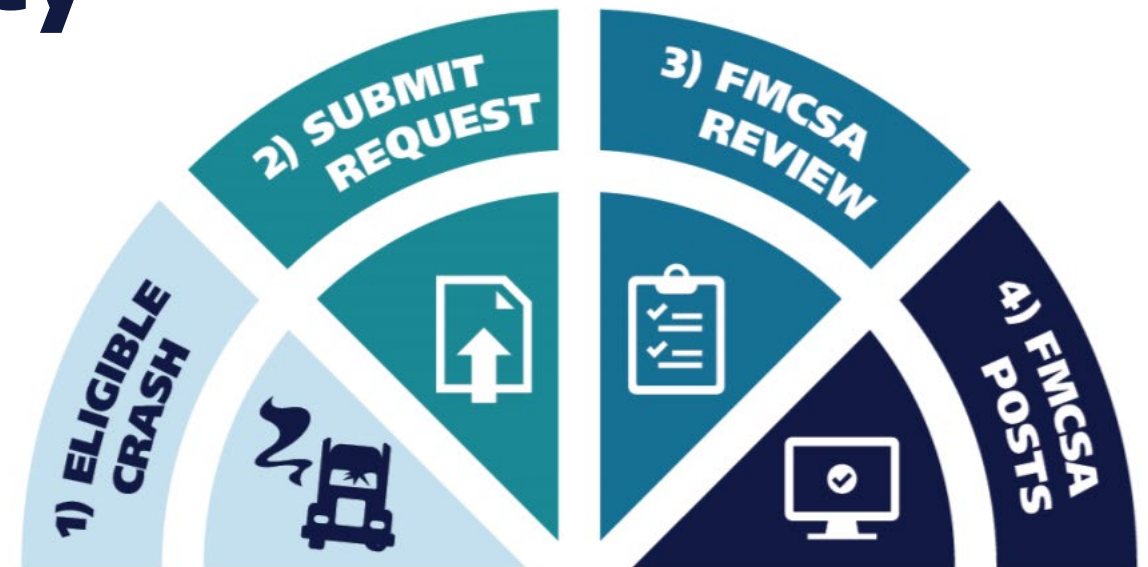 1) ELIGIBLE
CRASH
2) SUBMIT
REQUEST
3) FMCSA
REVIEW
4) FMCSA
POSTS